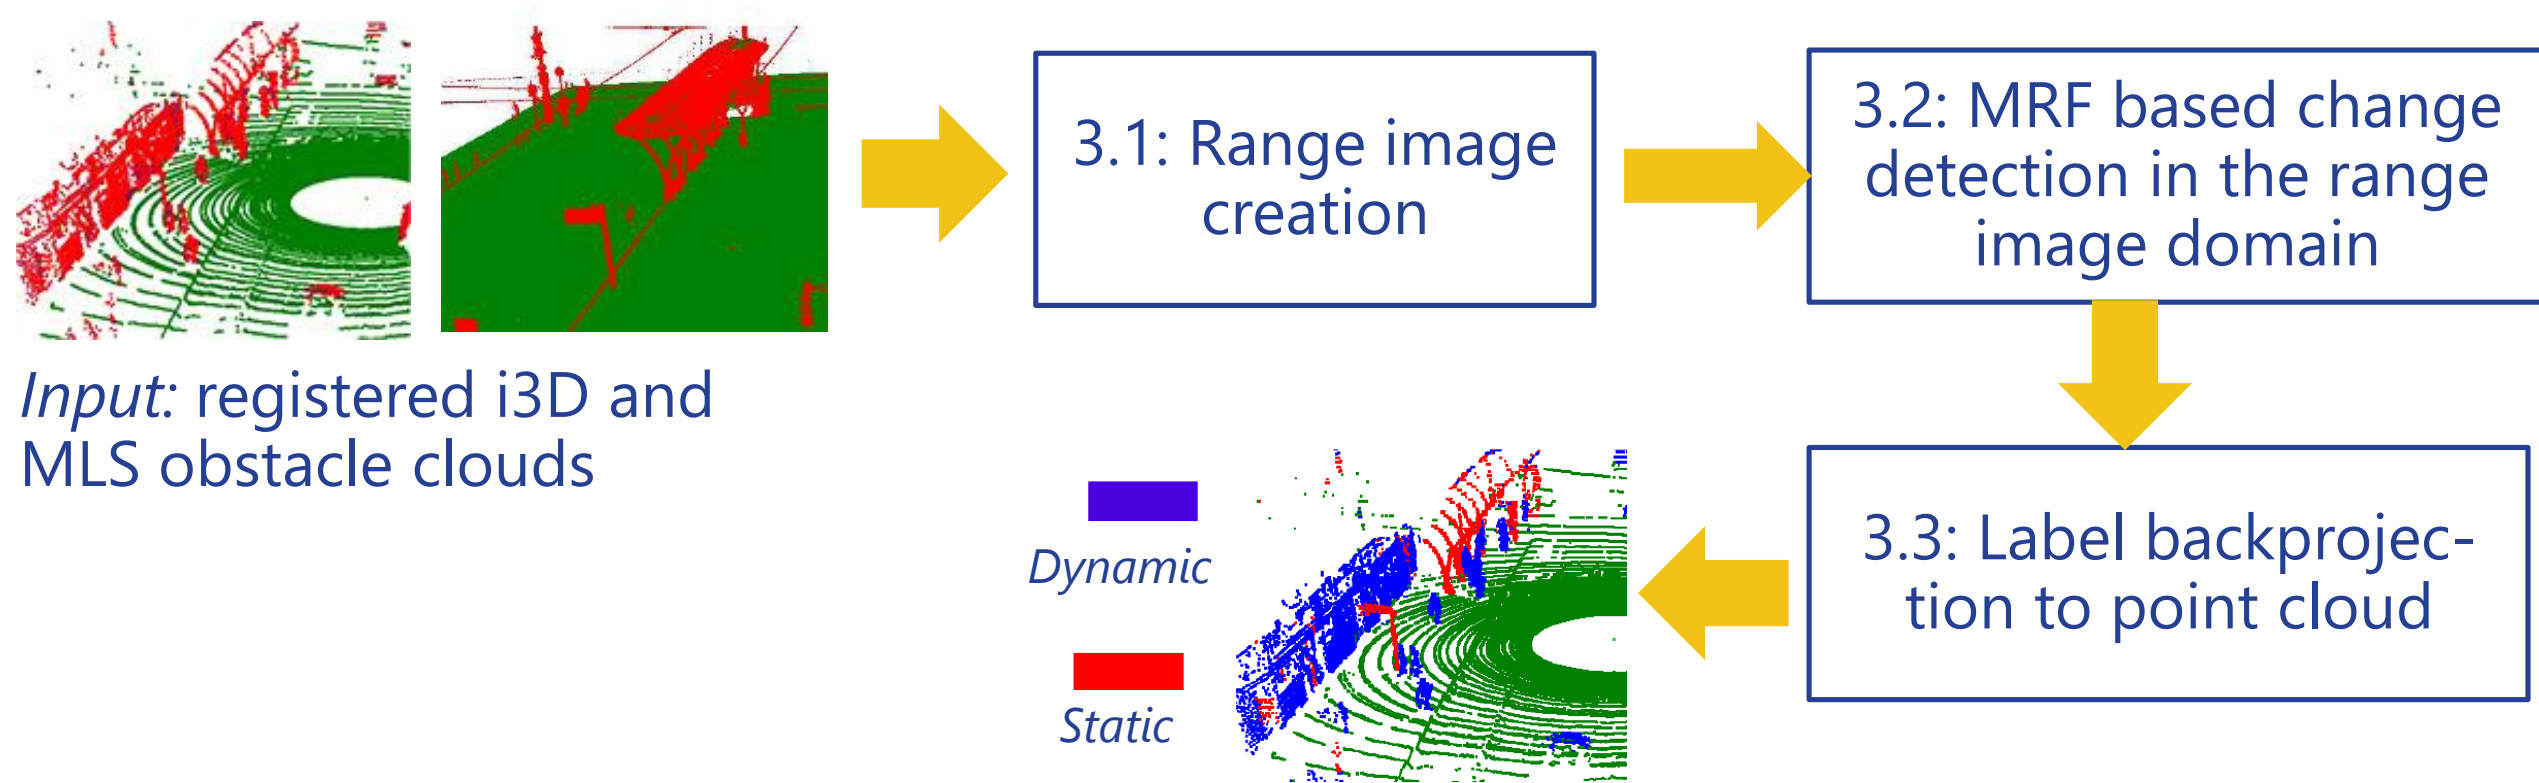 3.1: Range image
creation
3.2: MRF based change
detection in the range
image domain
Input: registered i3D and
MLS obstacle clouds
3.3: Label backprojec-
tion to point cloud
Dynamic
Static